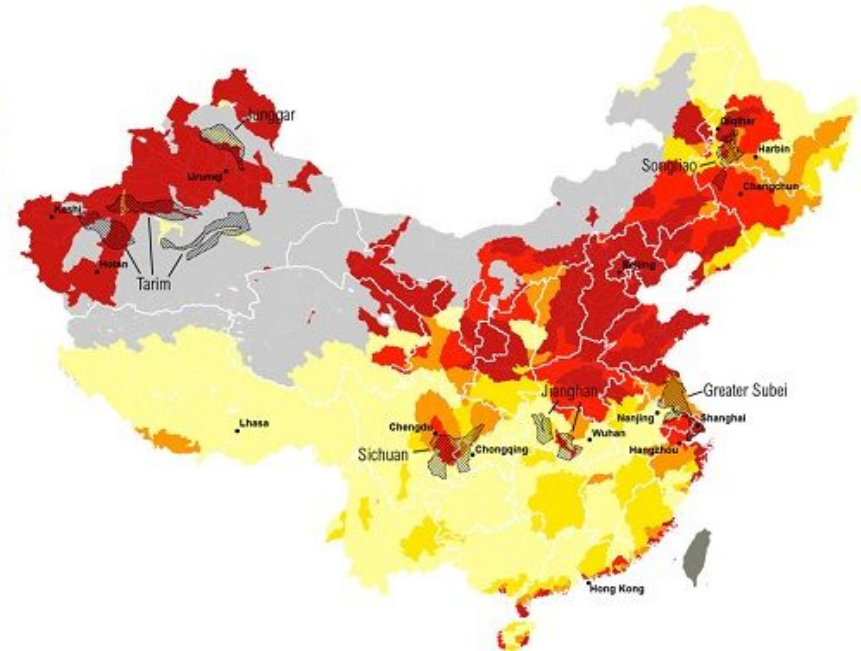 Junggar
Qiqihar
Harbin
Songliao
Urumqi
Changchun
Kashi
Hotan
Beijing
Tarim
Jianghan
Greater Subei
Nanjing
Shanghai
Lhasa
Chengdu
Wuhan
Sichuan
Chongqing
Hangzhou
Hong Kong